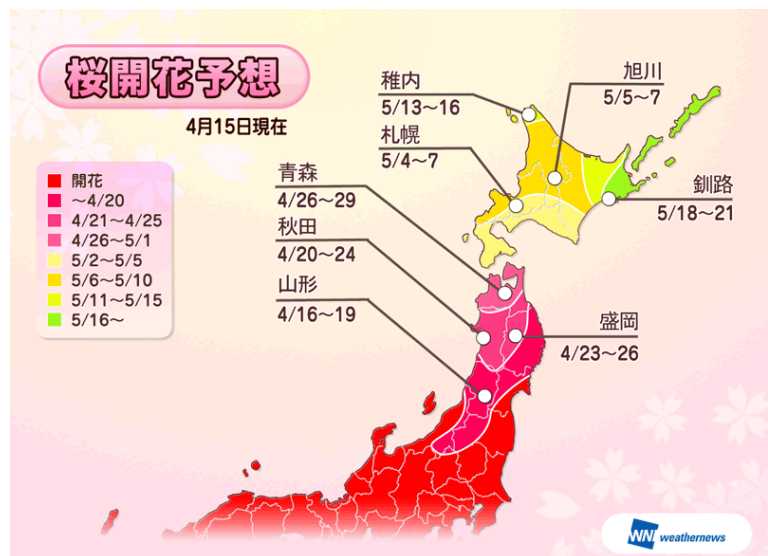 桜開花予想
4月15日現在
開花
～4/20
4/21～4/25
4/26～5/1
5/2～5/5
5/6～5/10
5/11～5/15
5/16～
稚内
5/13～16
旭川
5/5～7
札幌
5/4～7
青森
4/26～29
釧路
5/18～21
秋田
4/20～24
山形
4/16～19
盛岡
4/23～26
WNI weathernews